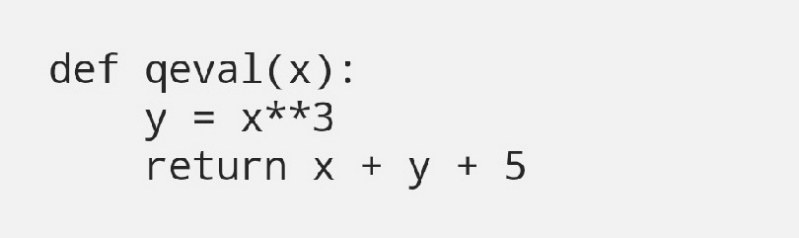 def qeval(x):
    y = x**3
    return x + y + 5